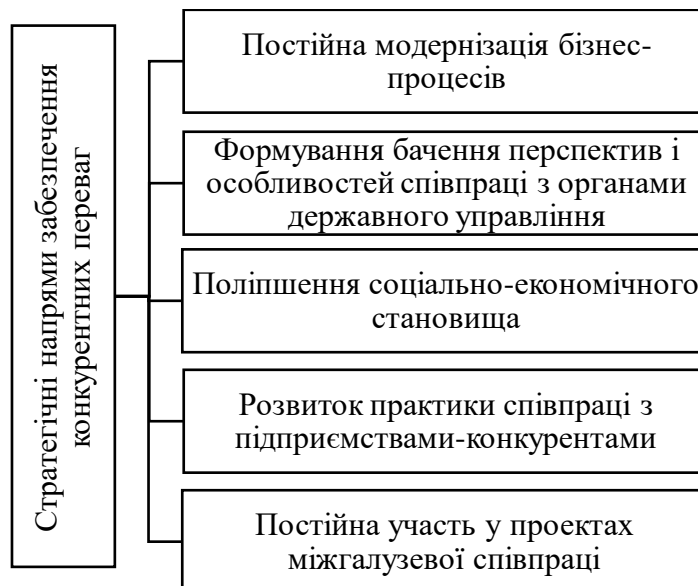 Стратегічні напрями забезпечення
конкурентних переваг
Постійна модернізація бізнес-
процесів
Формування бачення перспектив і
особливостей співпраці з органами
державного управління
Поліпшення соціально-економічного
становища
Розвиток практики співпраці з
підприємствами-конкурентами
Постійна участь у проектах
міжгалузевої співпраці